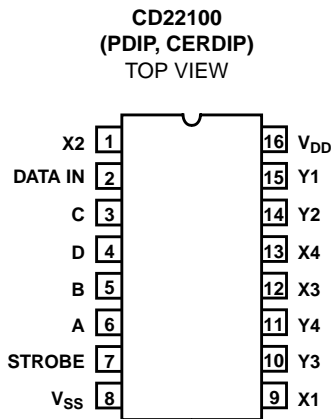 CD22100
(PDIP, CERDIP)
TOP VIEW
X2 1 16 VDD
DATA IN 2 15 Y1
C 3 14 Y2
D 4 13 X4
B 5 12 X3
A 6 11 Y4
STROBE 7 10 Y3
VSS 8 9 X1